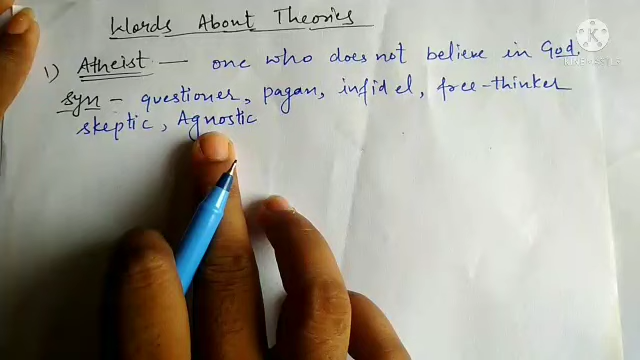 Words About Theories
1) Atheist — one who does not believe in God.
syn - questioner, pagan, infidel, free-thinker
skeptic, Agnostic
KINEMASTER